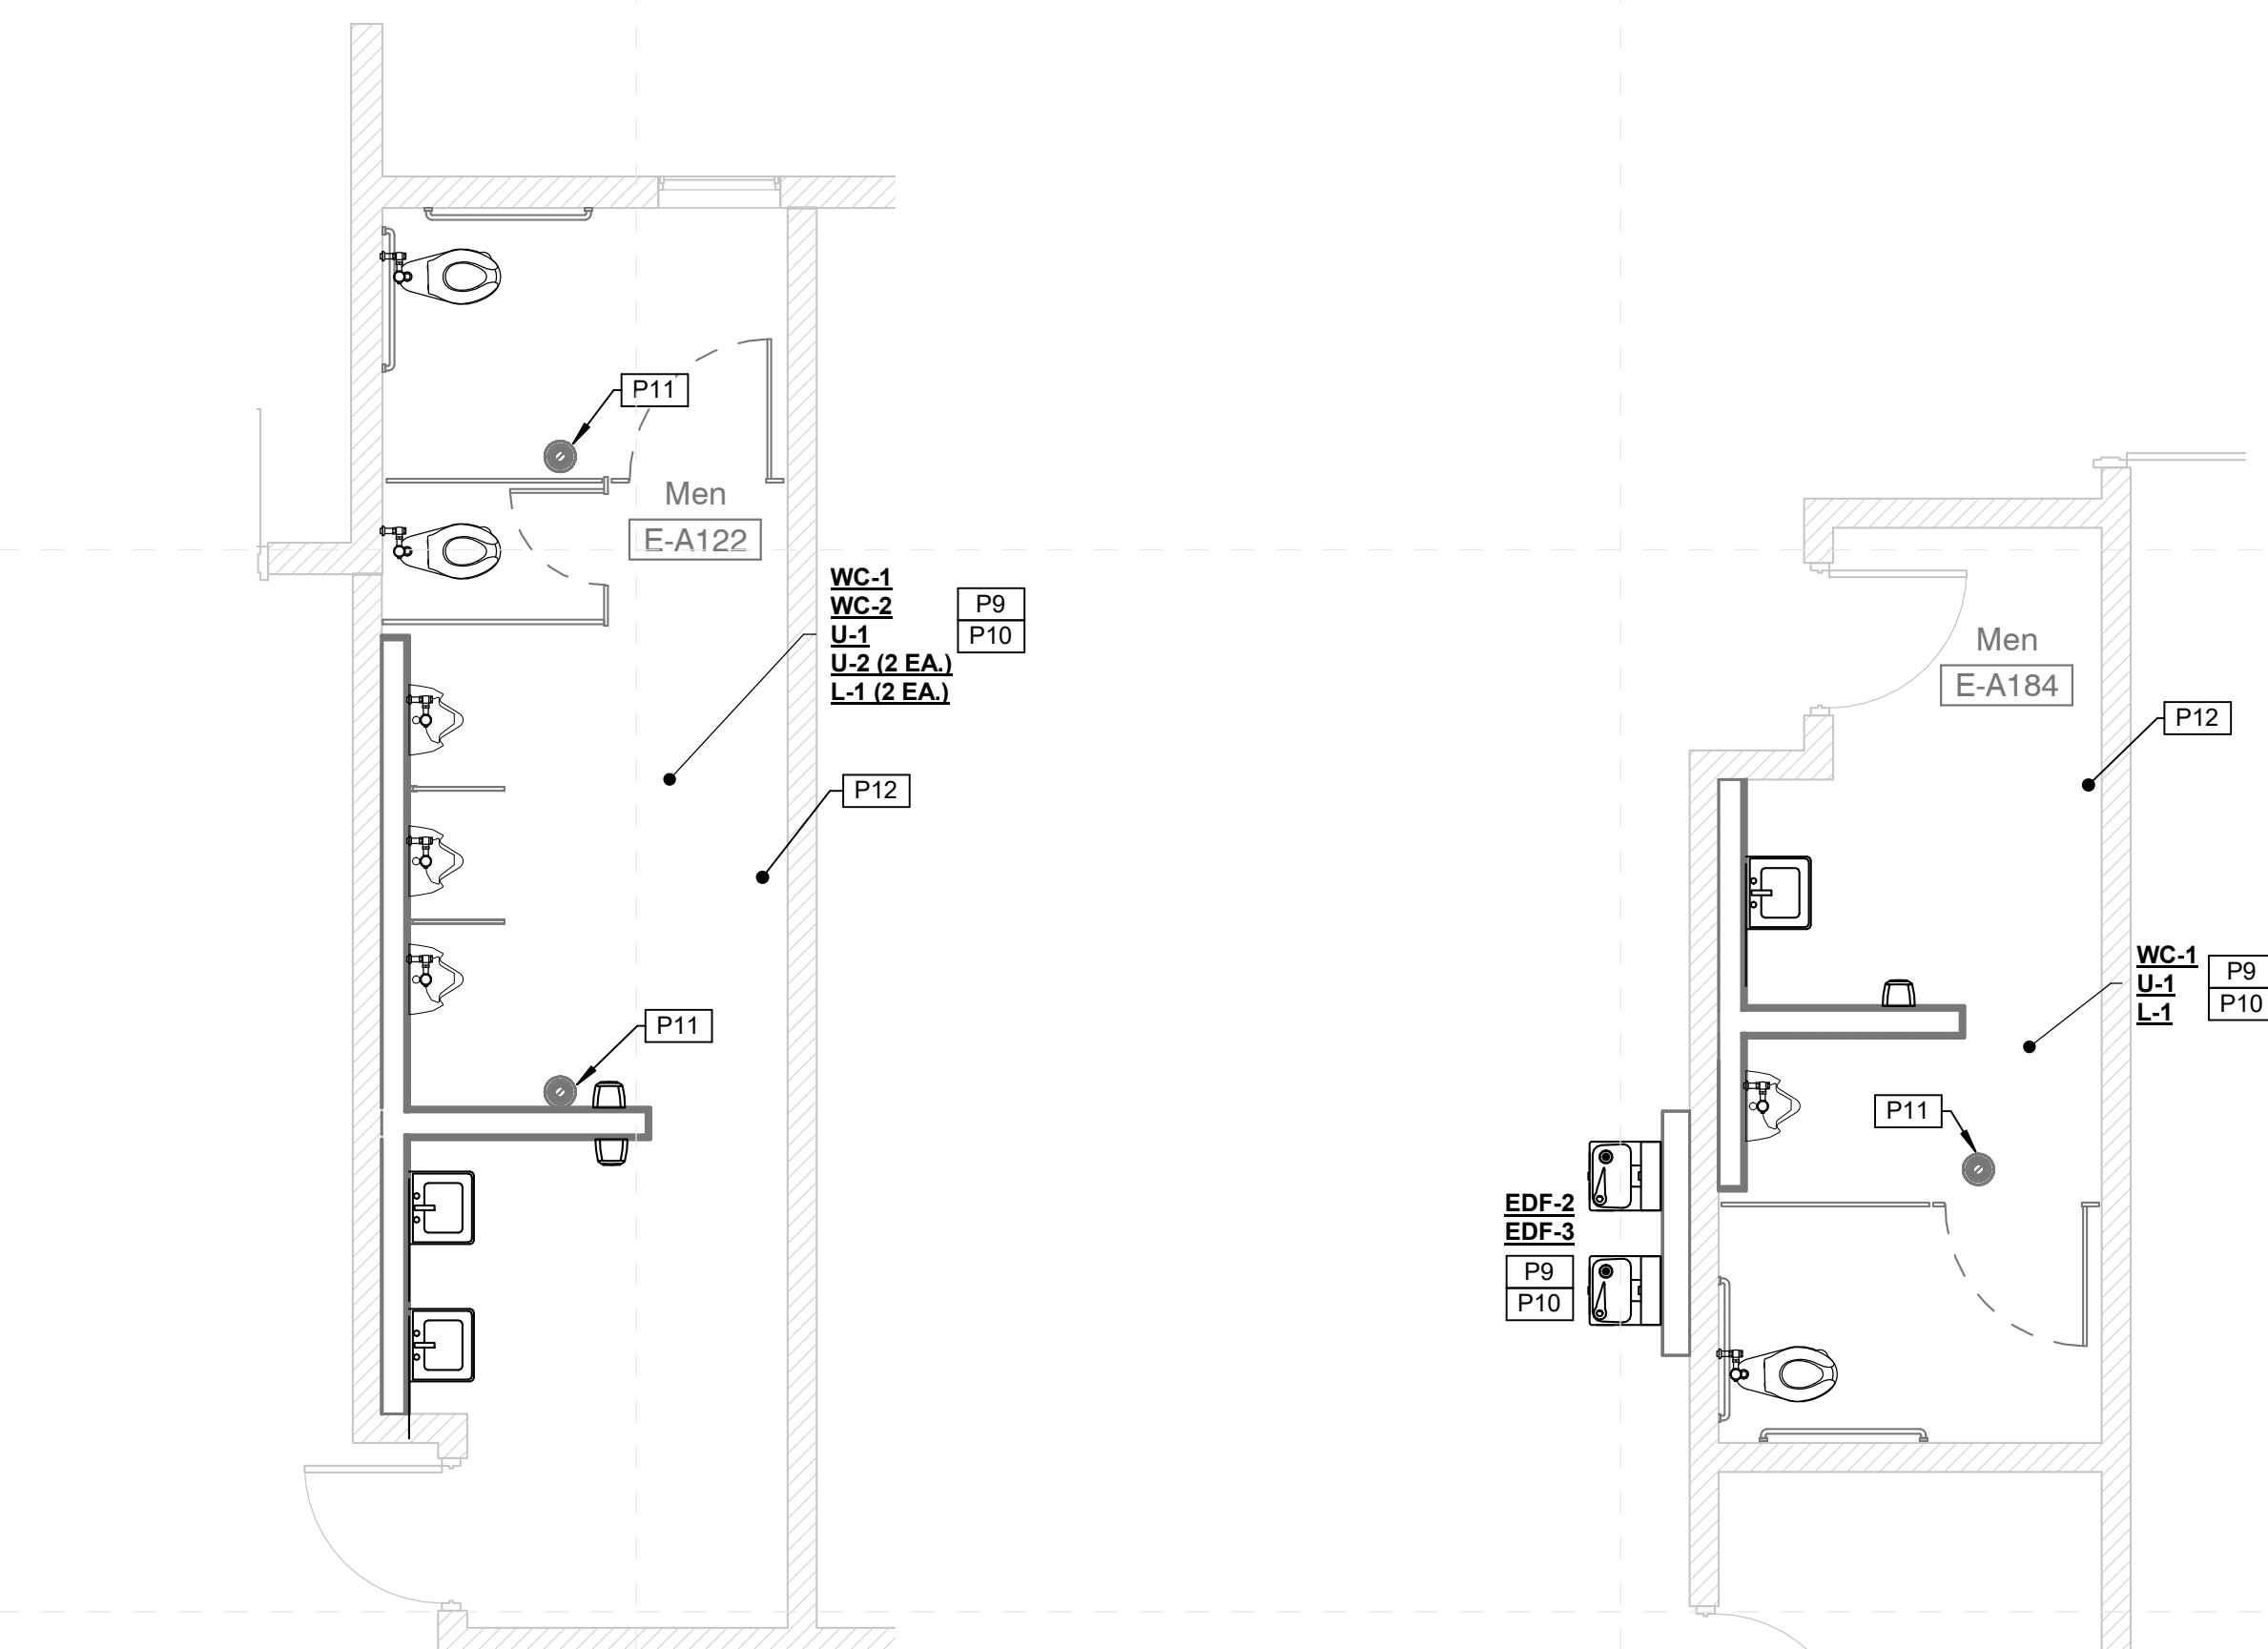 P11
Men
E-A122
WC-1
WC-2
U-1
U-2 (2 EA.)
L-1 (2 EA.)
P9
P10
P12
P11
Men
E-A184
P12
WC-1
U-1
L-1
P9
P10
P11
EDF-2
EDF-3
P9
P10